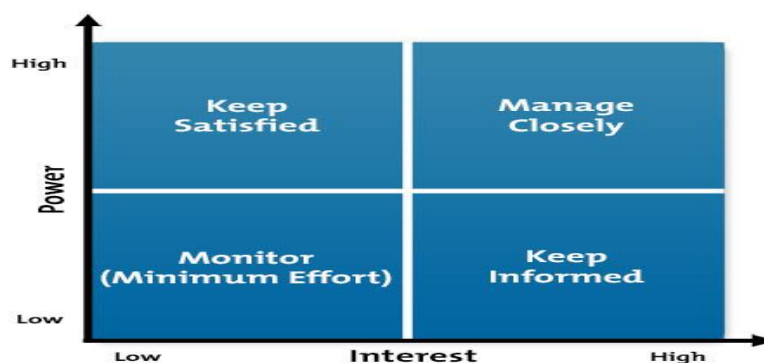 High
Keep
Satisfied
Manage
Closely
Power
Monitor
(Minimum Effort)
Keep
Informed
Low
Low
Interest
High